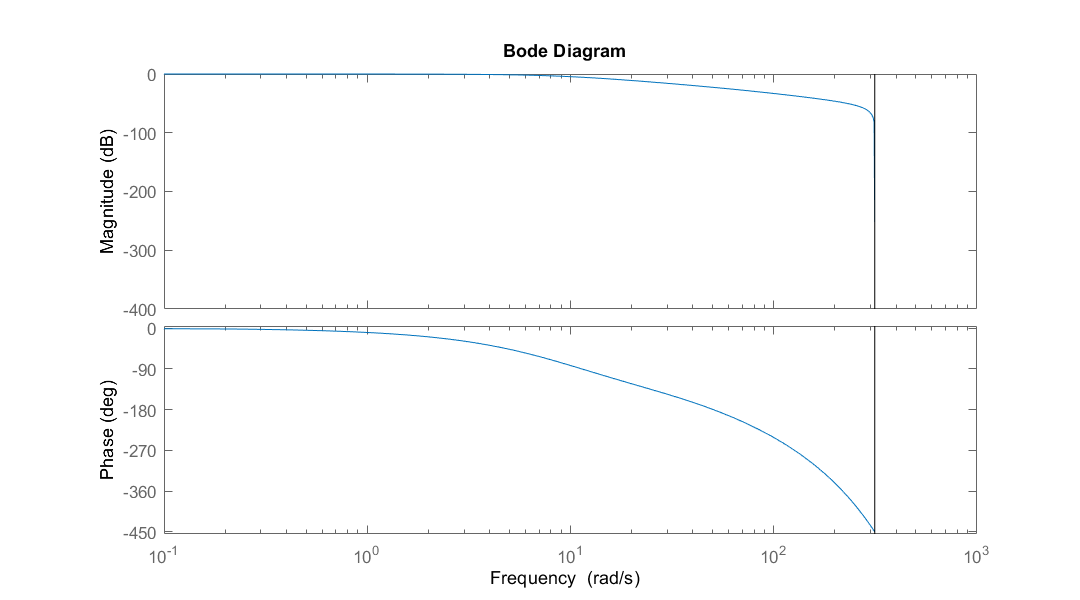 Bode Diagram
Magnitude (dB)
0
-100
-200
-300
-400
Phase (deg)
0
-90
-180
-270
-360
-450
10-1 100 101 102 103
Frequency (rad/s)